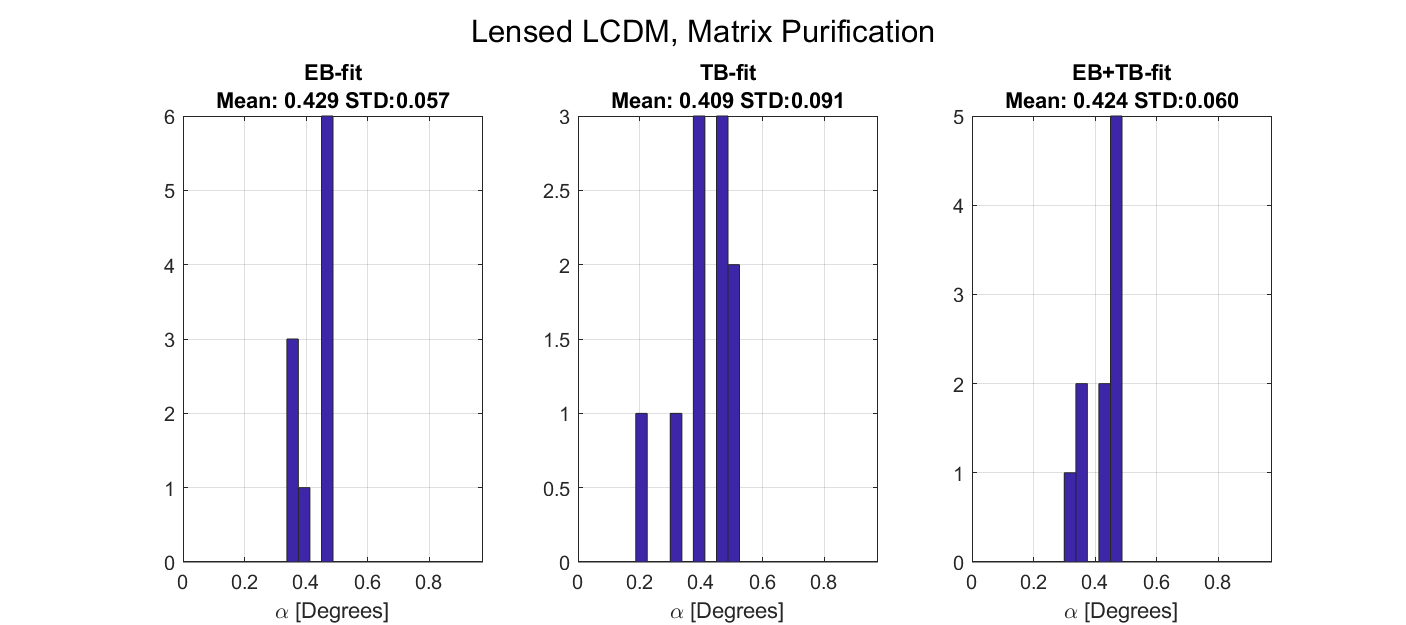 Lensed LCDM, Matrix Purification
EB-fit
Mean: 0.429 STD:0.057
6
5
4
3
2
1
0
0 0.2 0.4 0.6 0.8
α [Degrees]
TB-fit
Mean: 0.409 STD:0.091
3
2.5
2
1.5
1
0.5
0
0 0.2 0.4 0.6 0.8
α [Degrees]
EB+TB-fit
Mean: 0.424 STD:0.060
5
4
3
2
1
0
0 0.2 0.4 0.6 0.8
α [Degrees]